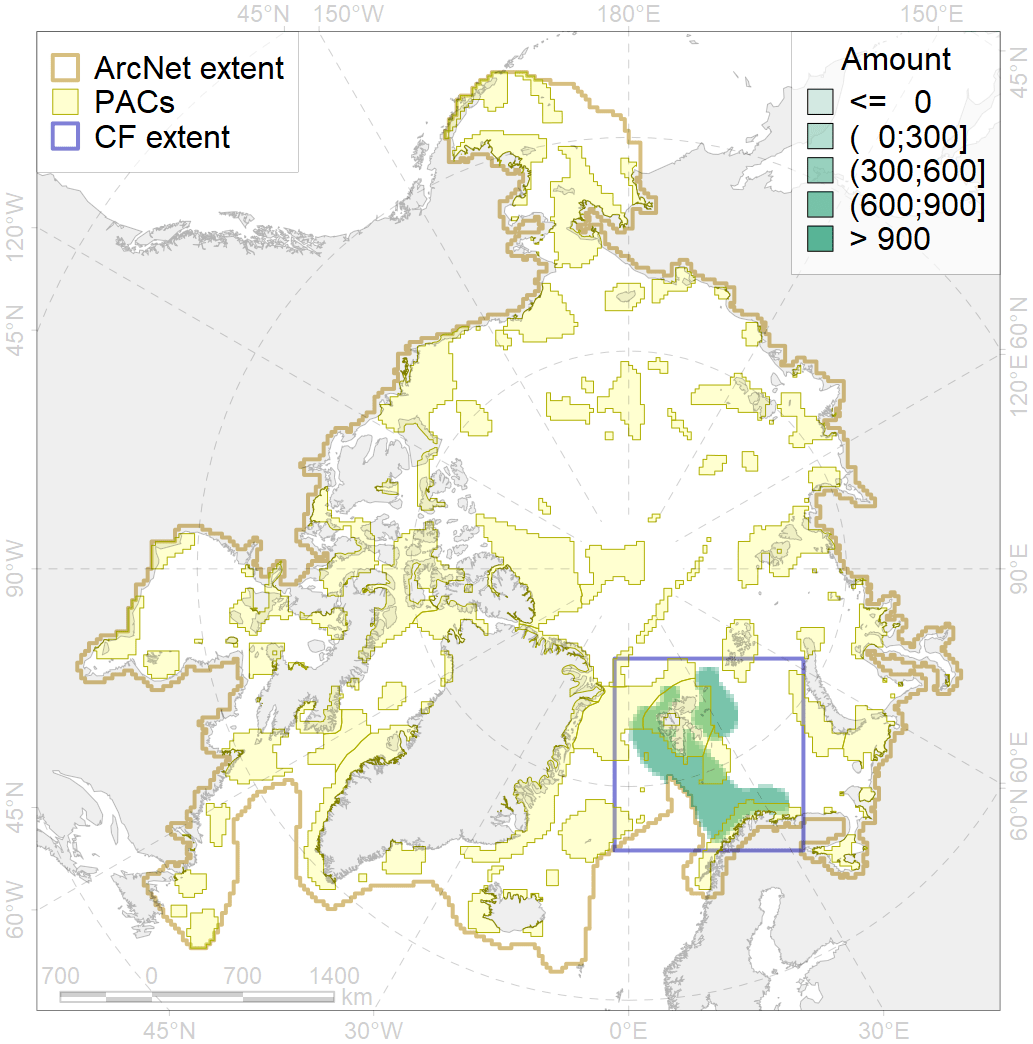 45°N 150°W 180°E 150°E
ArcNet extent
PACs
CF extent
Amount
<= 0
( 0;300]
(300;600]
(600;900]
> 900
45°N
120°W
60°N
45°N
120°E
90°W
90°E
45°N
60°E
60°N
60°W
700 0 700 1400
km
45°N 30°W 0°E 30°E